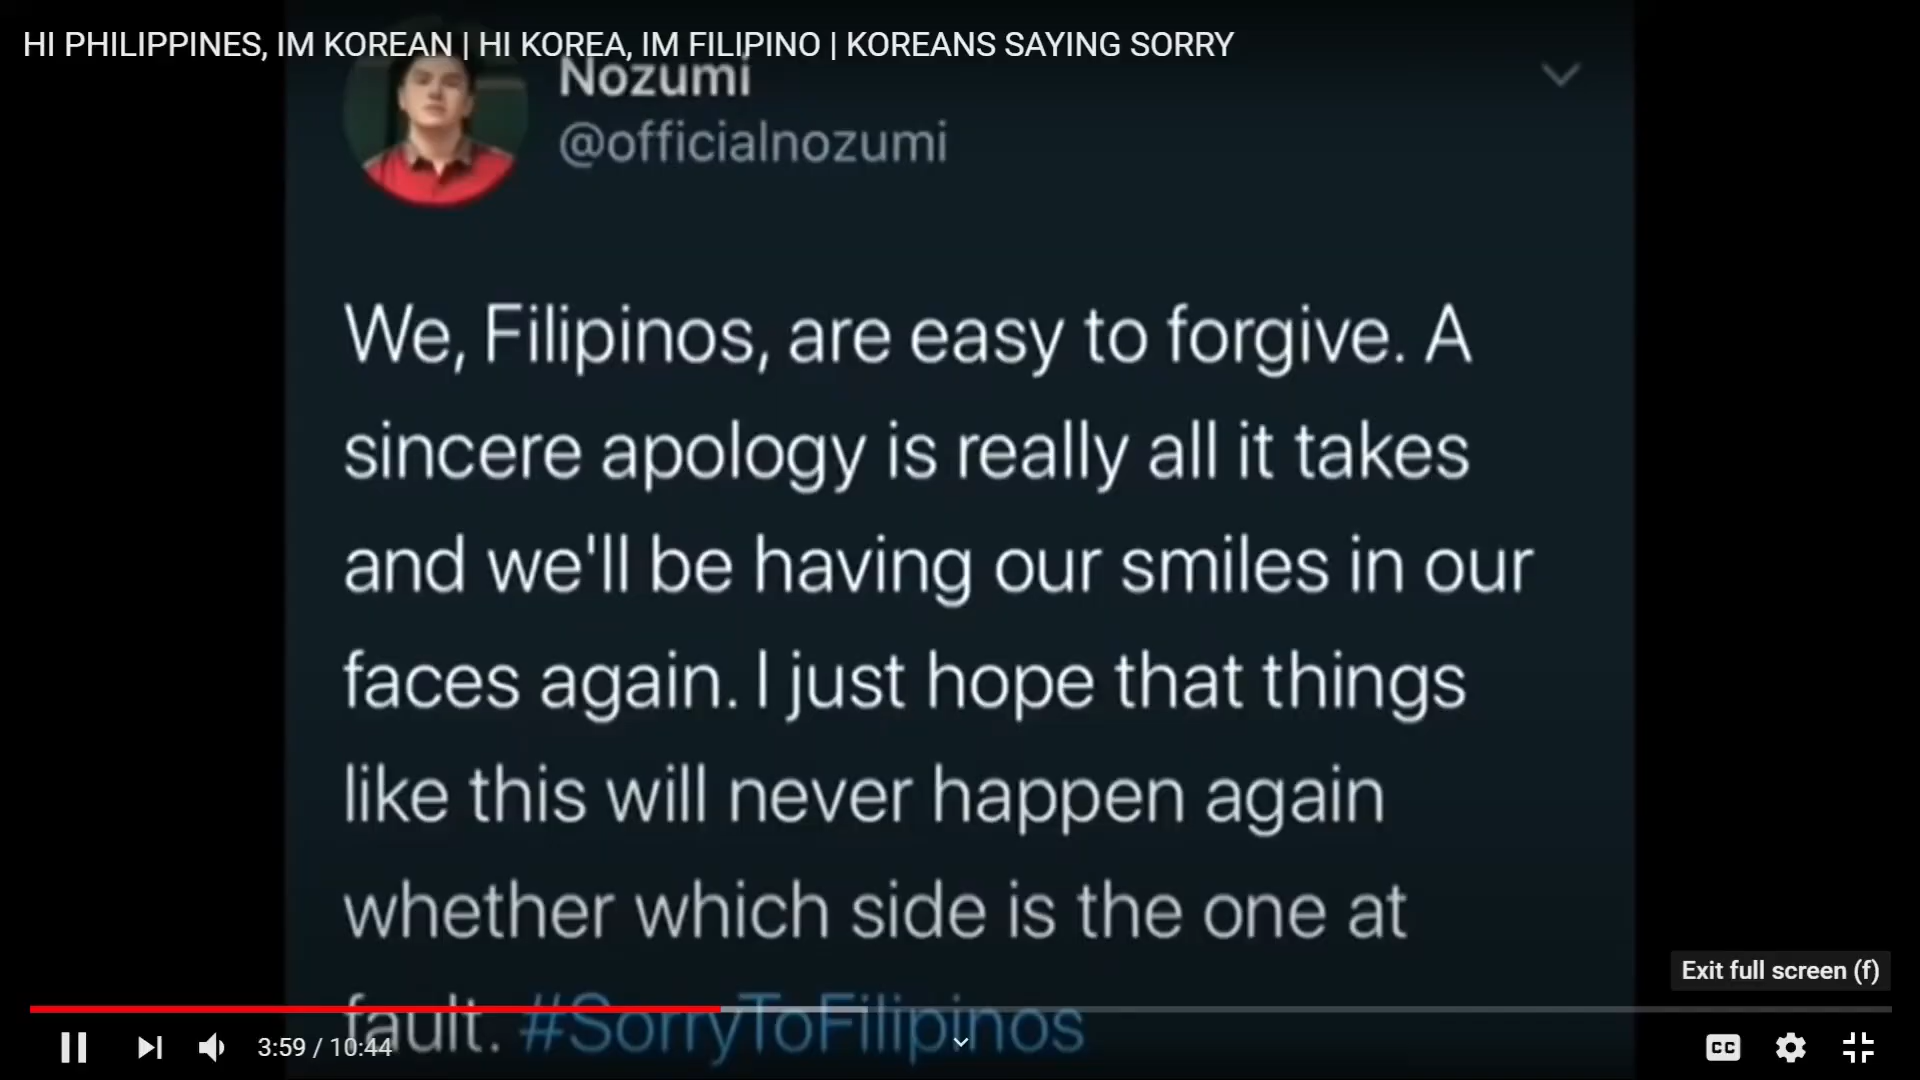 HI PHILIPPINES, IM KOREAN | HI KOREA, IM FILIPINO | KOREANS SAYING SORRY
Nozumi
@officialnozumi
We, Filipinos, are easy to forgive. A
sincere apology is really all it takes
and we'll be having our smiles in our
faces again. I just hope that things
like this will never happen again
whether which side is the one at
fault. #SorryToFilipinos
Exit full screen (f)
3:59 / 10:44
CC